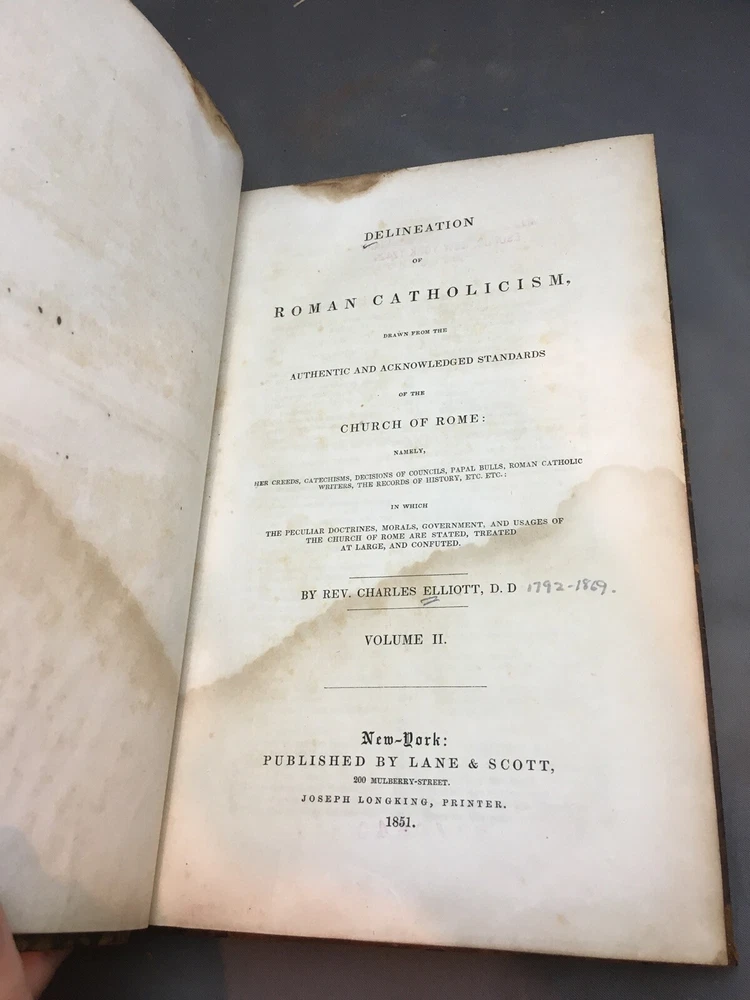 DELINEATION
OF
ROMAN CATHOLICISM,
DRAWN FROM THE
AUTHENTIC AND ACKNOWLEDGED STANDARDS
OF THE
CHURCH OF ROME:
NAMELY,
HER CREEDS, CATECHISMS, DECISIONS OF COUNCILS, PAPAL BULLS, ROMAN CATHOLIC
WRITERS, THE RECORDS OF HISTORY, ETC. ETC.:
IN WHICH
THE PECULIAR DOCTRINES, MORALS, GOVERNMENT, AND USAGES OF
THE CHURCH OF ROME ARE STATED, TREATED
AT LARGE, AND CONFUTED.
BY REV. CHARLES ELLIOTT, D. D 1792-1869.
VOLUME II.
New-York:
PUBLISHED BY LANE & SCOTT,
200 MULBERRY-STREET.
JOSEPH LONGKING, PRINTER.
1851.